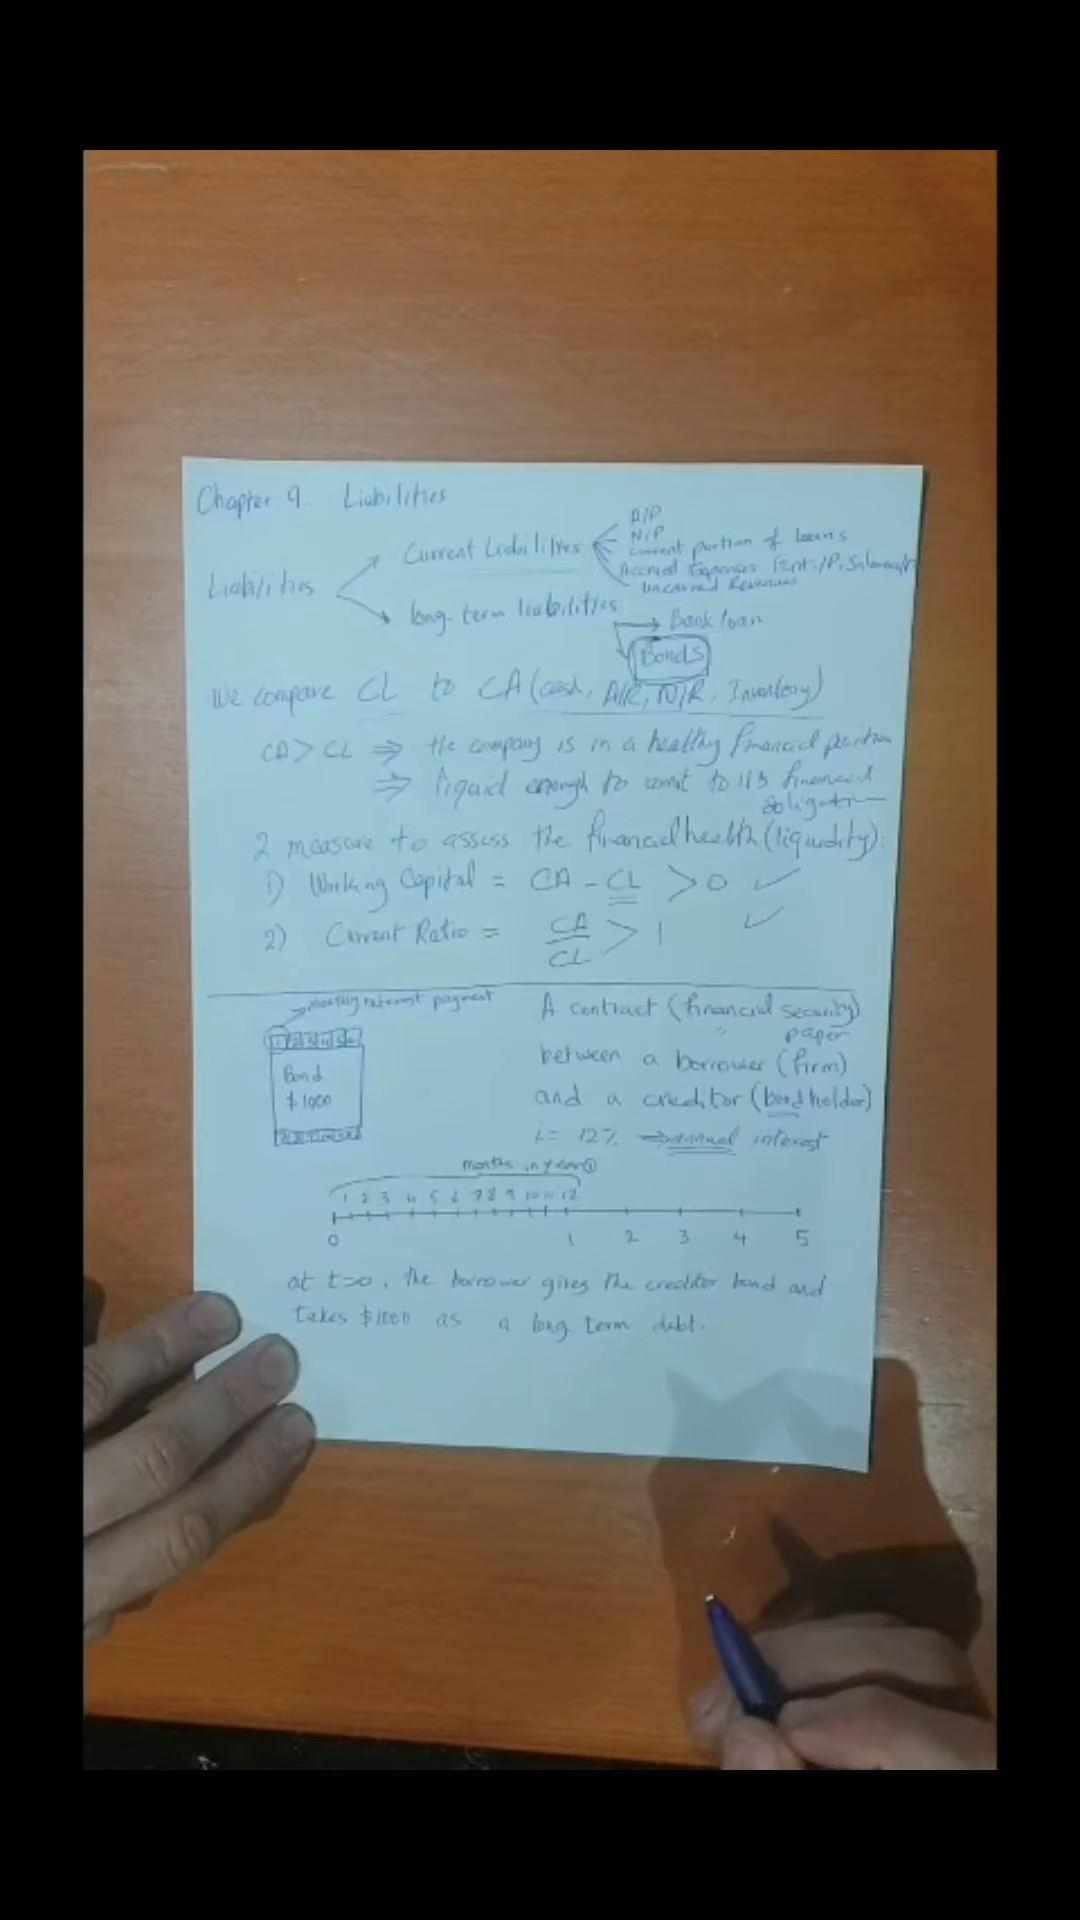 Chapter 9. Liabilities
Liabilities
Current Liabilities
A/P
N/P
current portion of loans
Accrued Expenses
Unearned Revenues
long-term liabilities
Bank loan
Bonds
We compare CL to CA (cash, A/R, N/R, Inventory)
CA > CL ⇒ the company is in a healthy financial position
⇒ liquid enough to to its financial
obligation
2 measure to assess the financial health (liquidity).
1) Working Capital = CA - CL > 0 ✓
2) Current Ratio = CA/CL > 1 ✓
interest payment
Bond
$1000
A contract (financial security)
paper
between a borrower (firm)
and a creditor (bondholder)
i = 12% → annual interest
months in year ①
1 2 3 4 5 6 7 8 9 10 11 12
0 1 2 3 4 5
at t=0, the borrower gives the creditor bond and
takes $1000 as a long term debt.